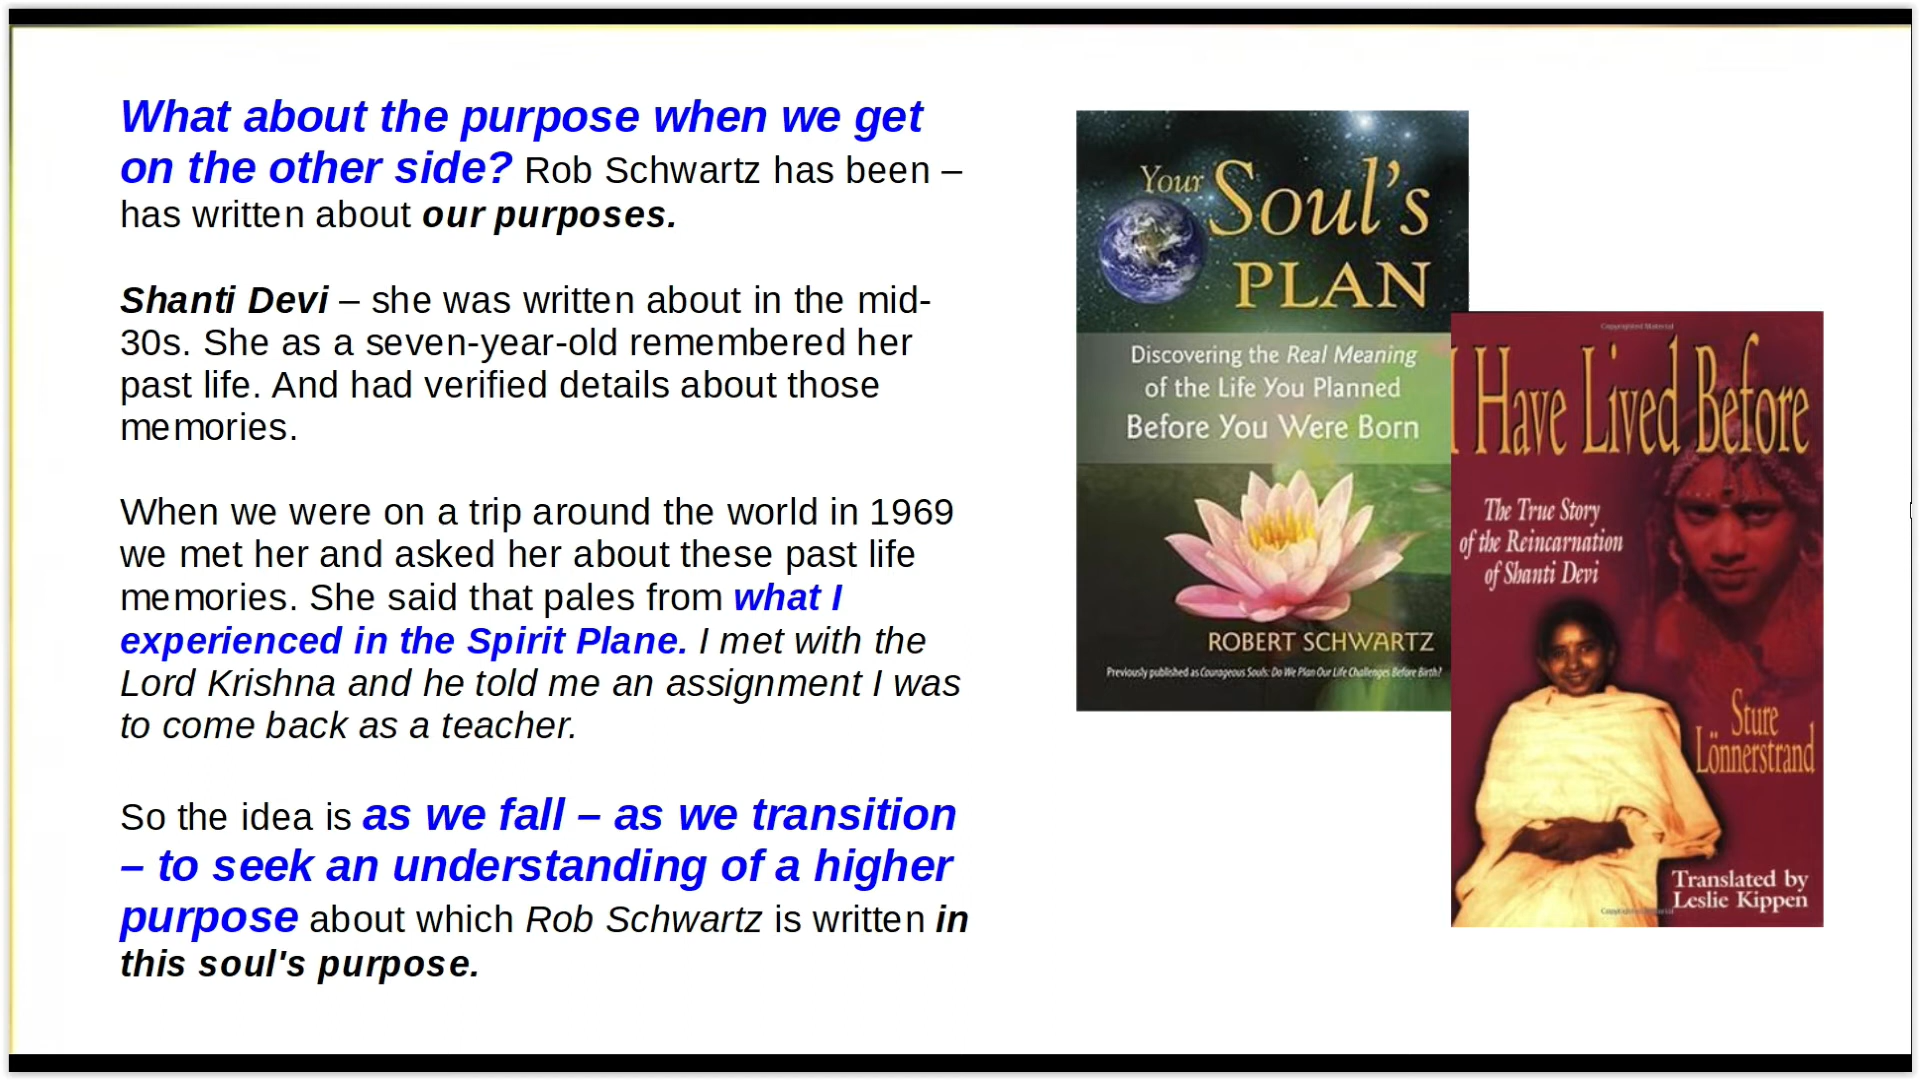 What about the purpose when we get
on the other side? Rob Schwartz has been –
has written about our purposes.
Shanti Devi – she was written about in the mid-
30s. She as a seven-year-old remembered her
past life. And had verified details about those
memories.
When we were on a trip around the world in 1969
we met her and asked her about these past life
memories. She said that pales from what I
experienced in the Spirit Plane. I met with the
Lord Krishna and he told me an assignment I was
to come back as a teacher.
So the idea is as we fall – as we transition
– to seek an understanding of a higher
purpose about which Rob Schwartz is written in
this soul's purpose.
Your Soul's
PLAN
Discovering the Real Meaning
of the Life You Planned
Before You Were Born
ROBERT SCHWARTZ
Previously published as Courageous Souls: Do We Plan Our Life Challenges Before Birth?
Copyrighted Material
I Have Lived Before
The True Story
of the Reincarnation
of Shanti Devi
Sture
Lönnerstrand
Translated by
Leslie Kippen
Copyrighted Material